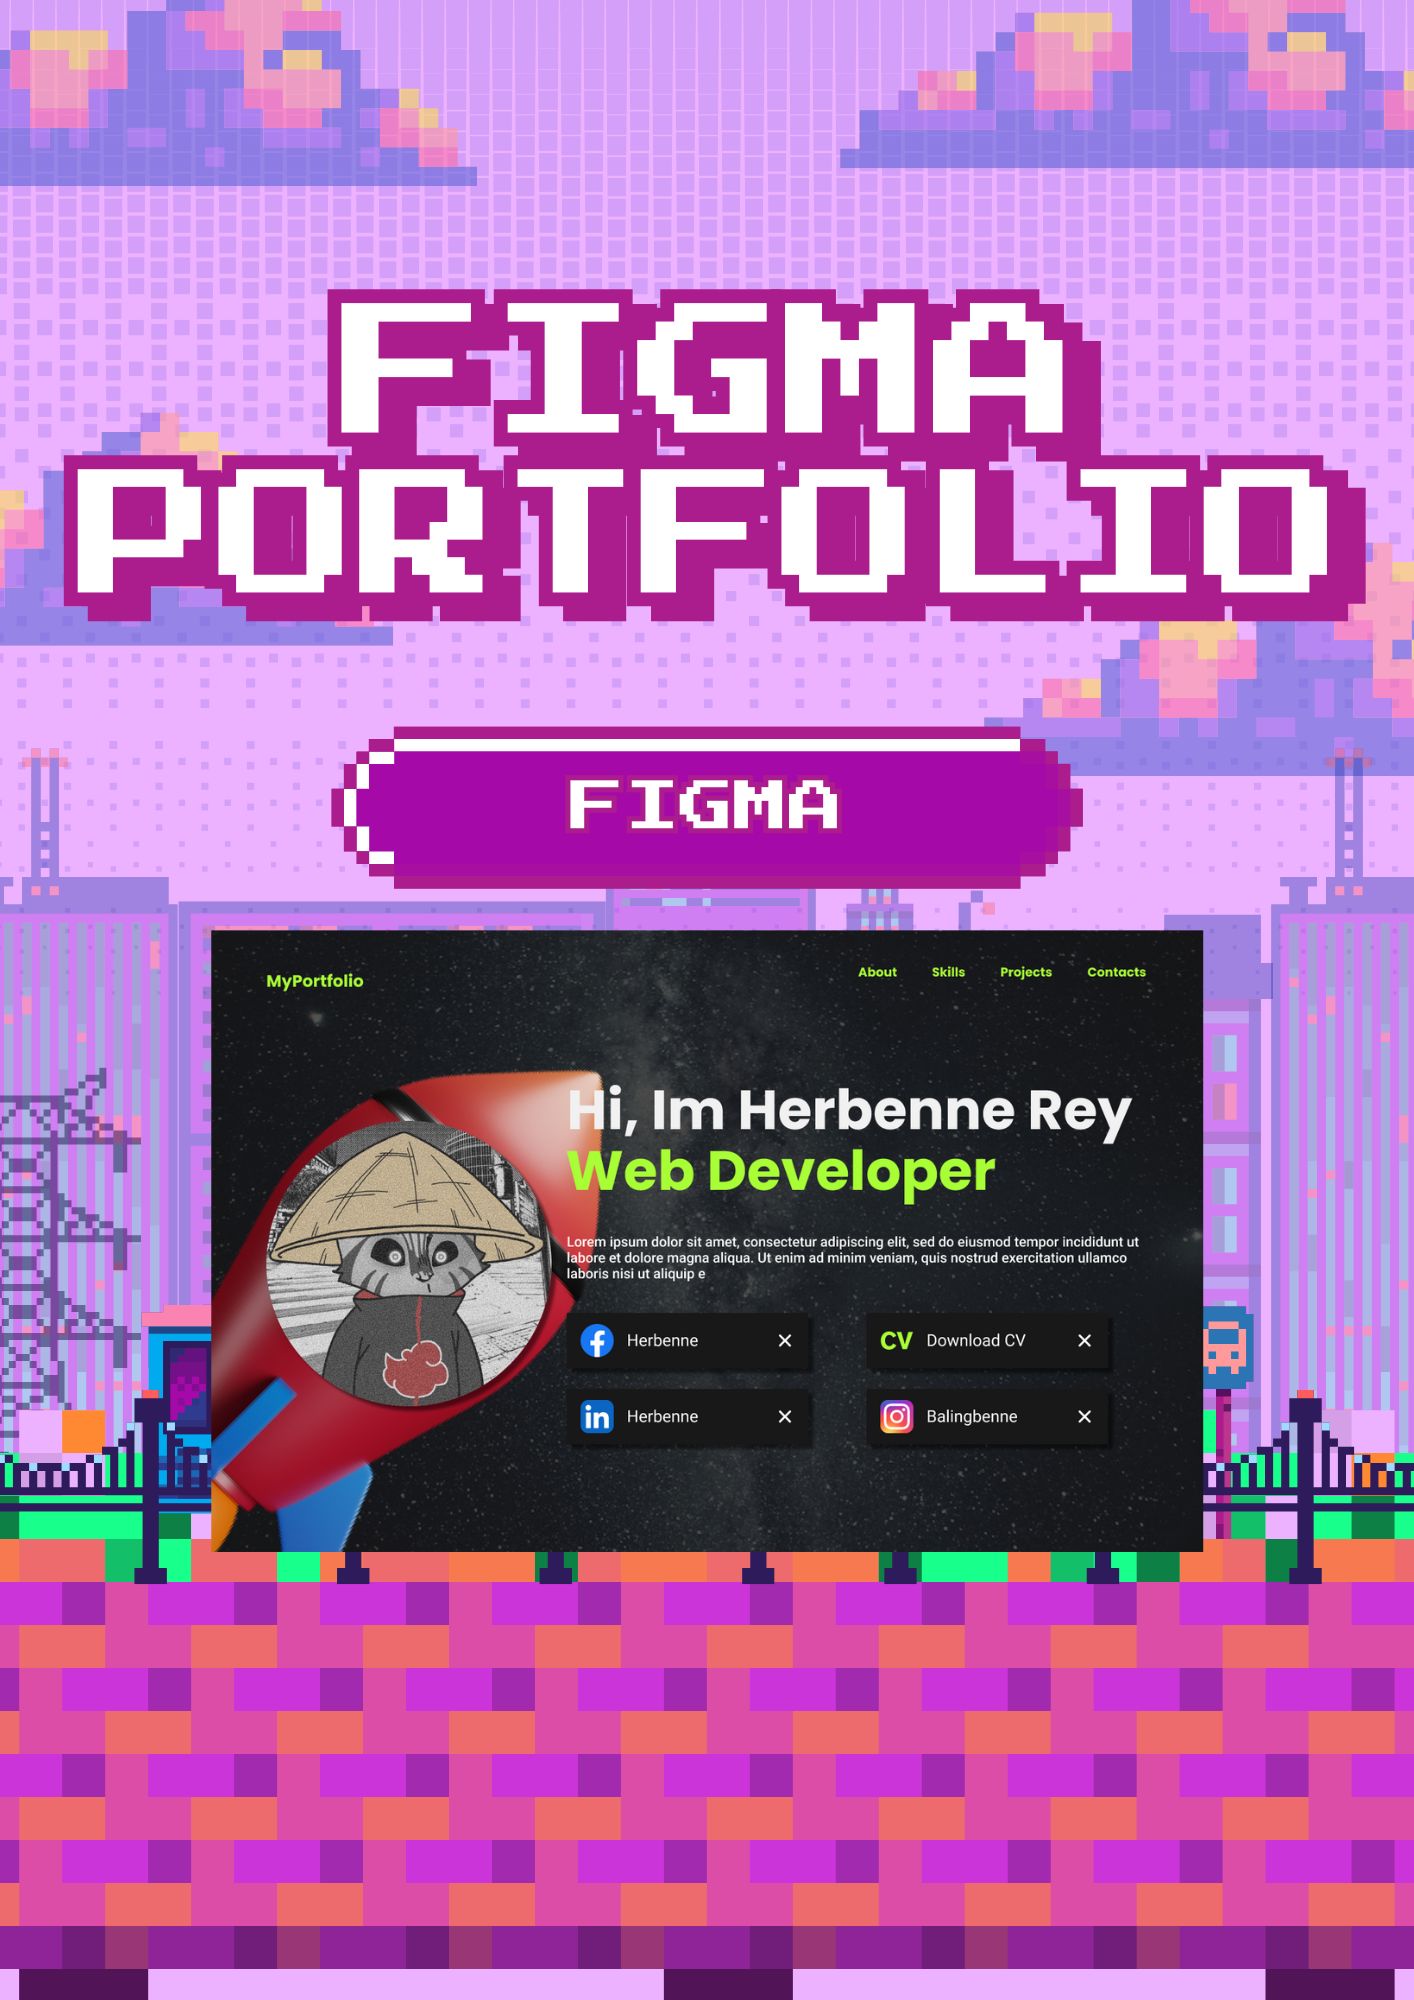 FIGMA
PORTFOLIO
FIGMA
MyPortfolio
About Skills Projects Contacts
Hi, Im Herbenne Rey
Web Developer
Lorem ipsum dolor sit amet, consectetur adipiscing elit, sed do eiusmod tempor incididunt ut
labore et dolore magna aliqua. Ut enim ad minim veniam, quis nostrud exercitation ullamco
laboris nisi ut aliquip e
Herbenne
CV Download CV
in Herbenne
Balingbenne